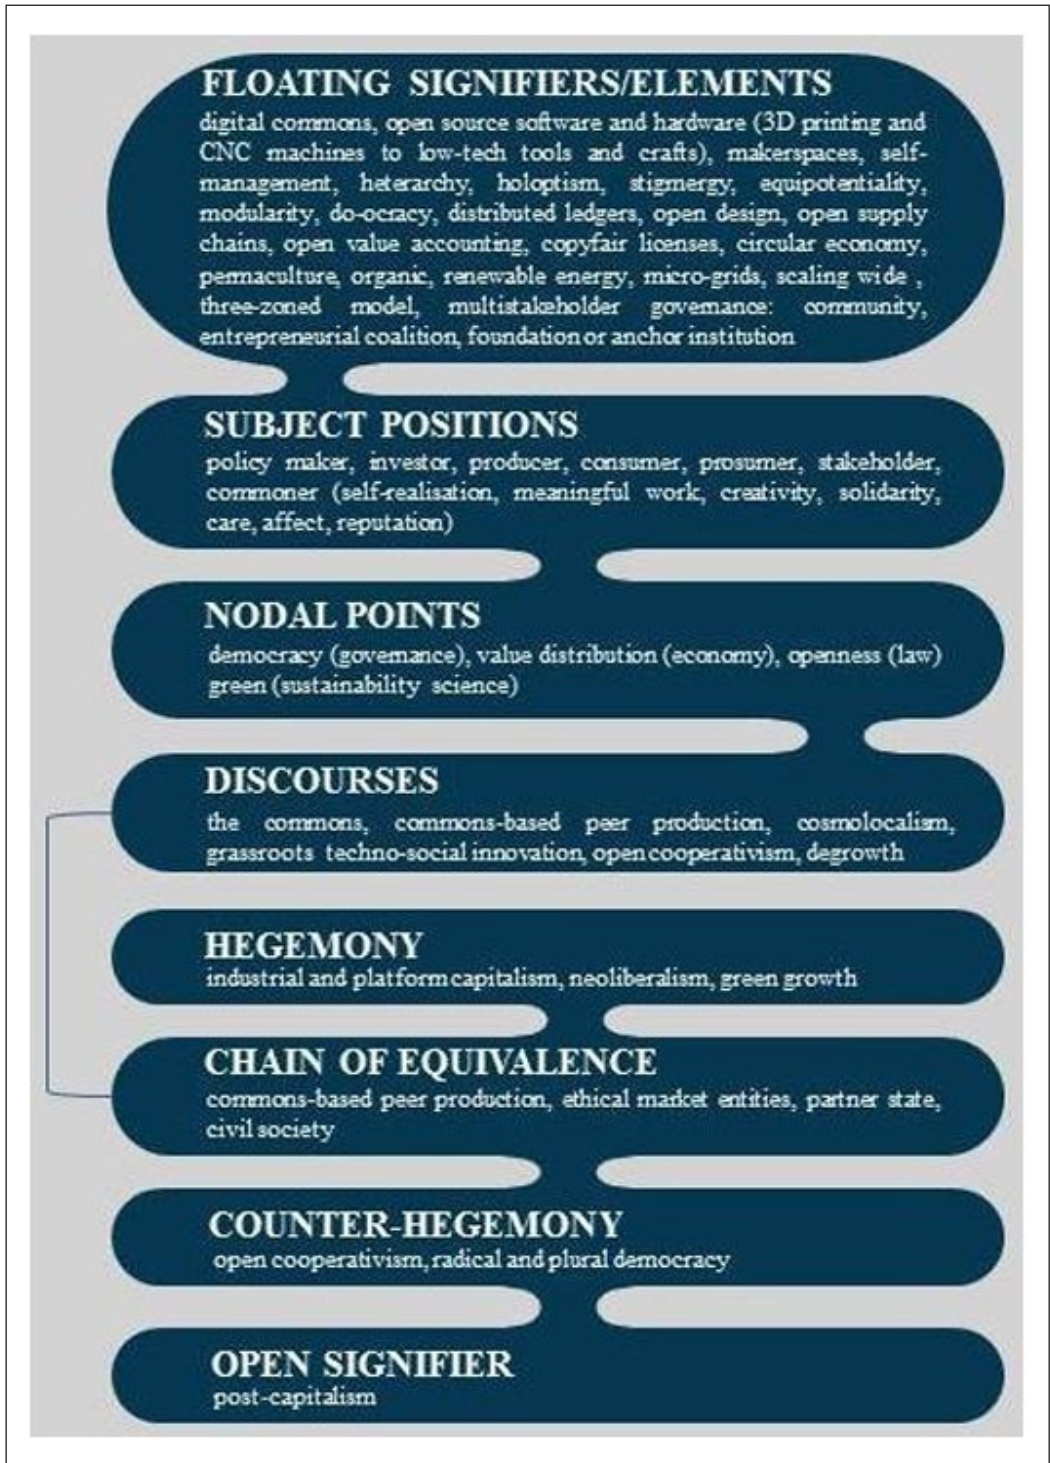 FLOATING SIGNIFIERS/ELEMENTS
digital commons, open source software and hardware (3D printing and
CNC machines to low-tech tools and crafts), makerspaces, self-
management, heterarchy, holoptism, stigmergy, equipotentiality,
modularity, do-ocracy, distributed ledgers, open design, open supply
chains, open value accounting, copyfair licenses, circular economy,
permaculture, organic, renewable energy, micro-grids, scaling wide ,
three-zoned model, multistakeholder governance: community,
entrepreneurial coalition, foundation or anchor institution
SUBJECT POSITIONS
policy maker, investor, producer, consumer, prosumer, stakeholder,
commoner (self-realisation, meaningful work, creativity, solidarity,
care, affect, reputation)
NODAL POINTS
democracy (governance), value distribution (economy), openness (law)
green (sustainability science)
DISCOURSES
the commons, commons-based peer production, cosmolocalism,
grassroots techno-social innovation, open cooperativism, degrowth
HEGEMONY
industrial and platform capitalism, neoliberalism, green growth
CHAIN OF EQUIVALENCE
commons-based peer production, ethical market entities, partner state,
civil society
COUNTER-HEGEMONY
open cooperativism, radical and plural democracy
OPEN SIGNIFIER
post-capitalism